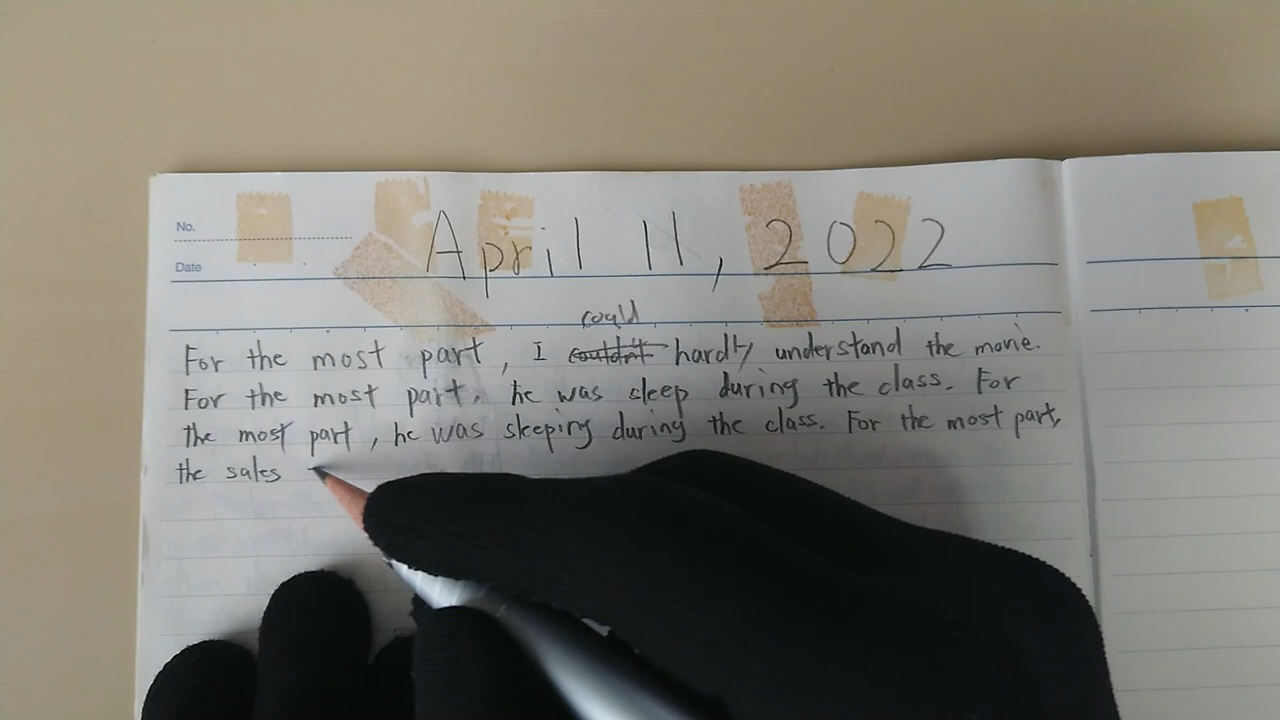 No.
Date
April 11, 2022
could
For the most part, I couldn't hardly understand the movie.
For the most part, he was sleep during the class. For
the most part, he was sleeping during the class. For the most part,
the sales